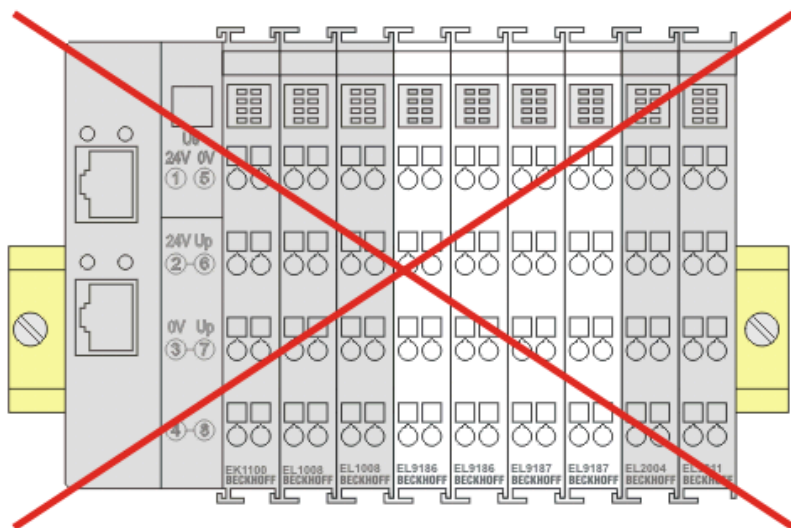 24V 0V
1 5
24V Up
2 6
0V Up
3 7
4 8
EK1100 EL1008 EL1008 EL9186 EL9186 EL9187 EL9187 EL2004
BECKHOFF BECKHOFF BECKHOFF BECKHOFF BECKHOFF BECKHOFF BECKHOFF BECKHOFF BECKHOFF